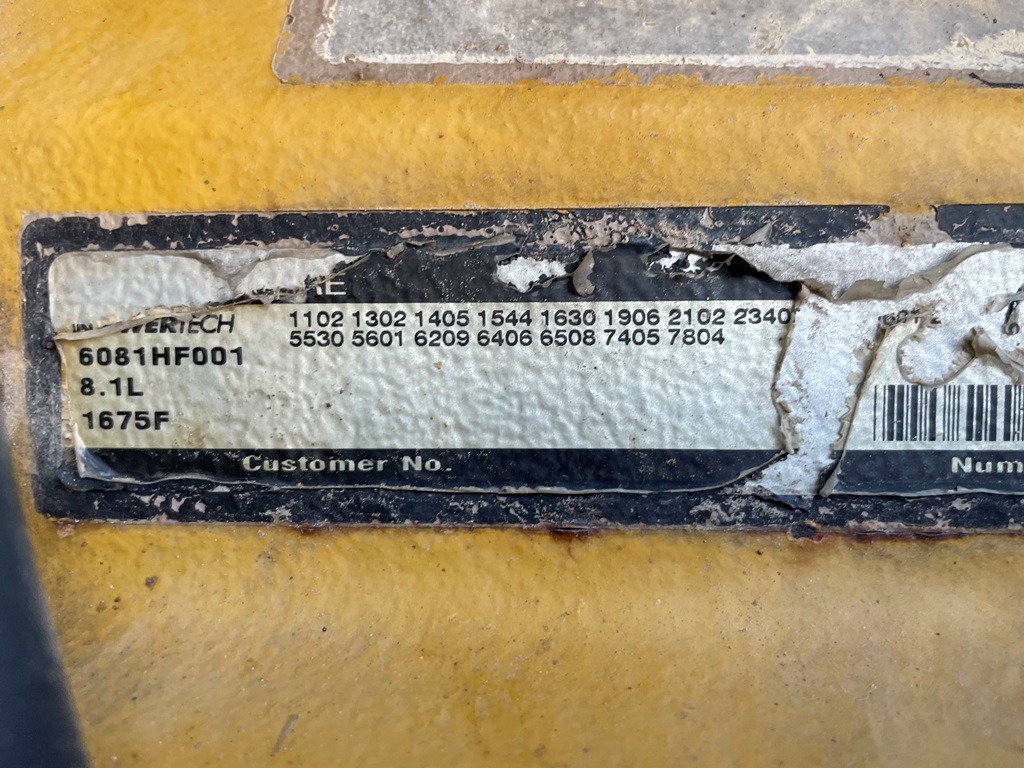 1102 1302 1405 1544 1630 1906 2102 2340
5530 5601 6209 6406 6508 7405 7804
6081HF001
8.1L
1675F
Customer No.